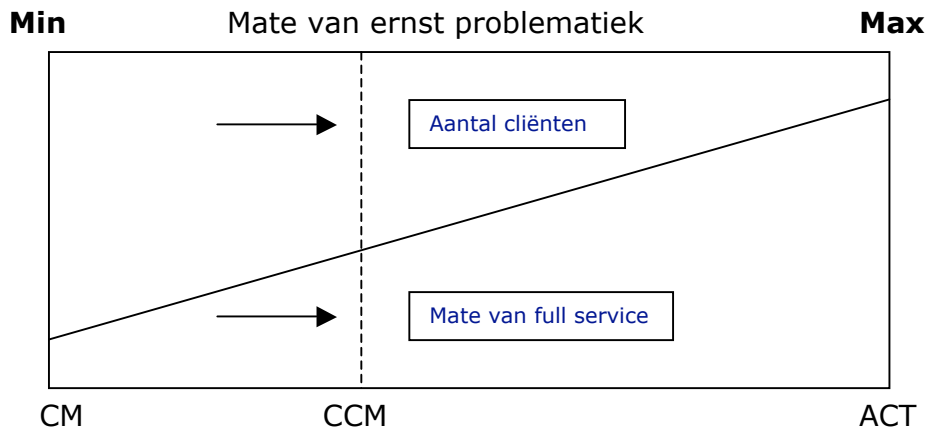 Min Mate van ernst problematiek Max
Aantal cliënten
Mate van full service
CM CCM ACT